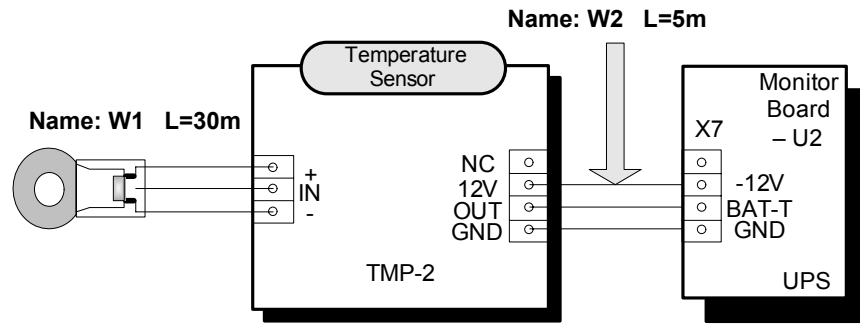 Name: W2 L=5m
Temperature
Sensor
Name: W1 L=30m
+
IN
-
NC
12V
OUT
GND
TMP-2
Monitor
Board
– U2
X7
-12V
BAT-T
GND
UPS